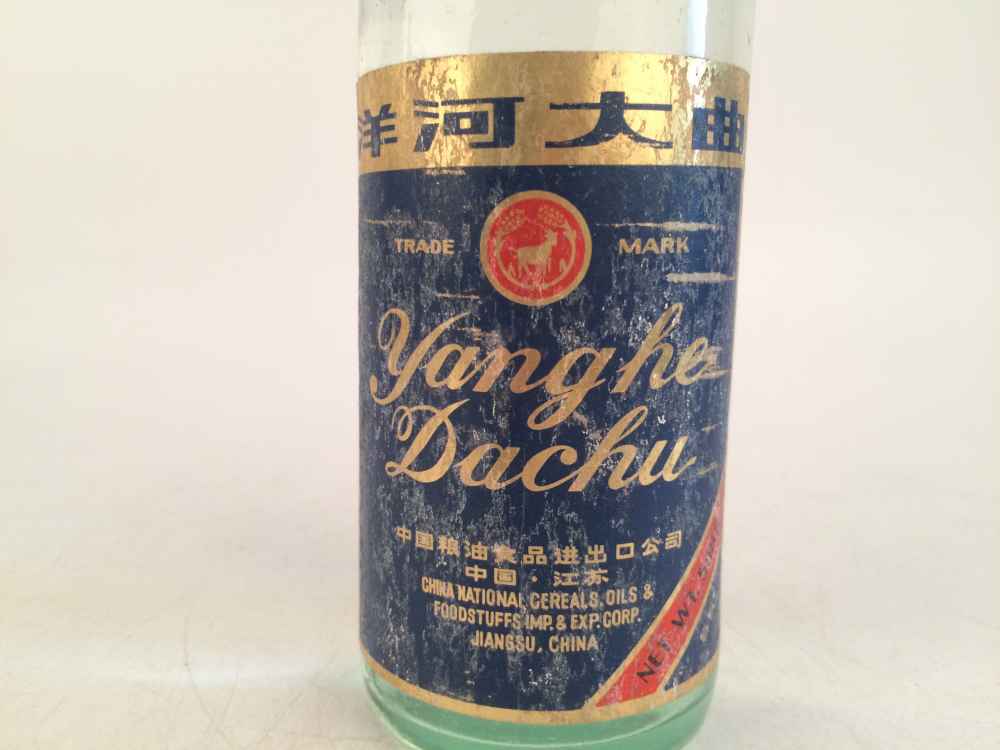 洋河大曲
TRADE MARK
Yanghe
Dachu
中国粮油食品进出口公司
中国·江苏
CHINA NATIONAL CEREALS, OILS &
FOODSTUFFS IMP. & EXP. CORP.
JIANGSU, CHINA
NET WT.